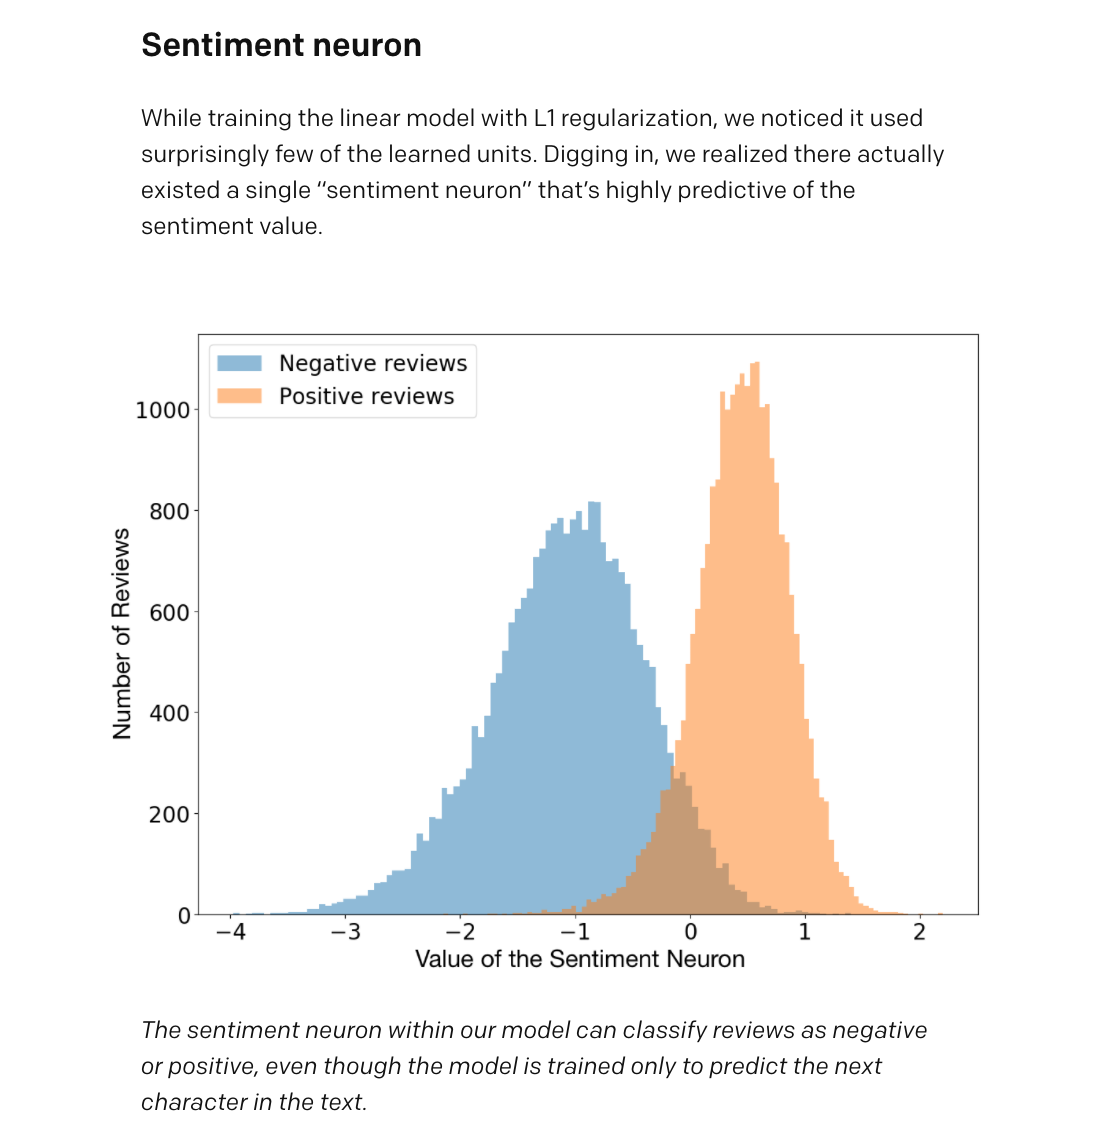 Sentiment neuron
While training the linear model with L1 regularization, we noticed it used
surprisingly few of the learned units. Digging in, we realized there actually
existed a single “sentiment neuron” that’s highly predictive of the
sentiment value.
Negative reviews
Positive reviews
Number of Reviews
1000
800
600
400
200
0
−4 −3 −2 −1 0 1 2
Value of the Sentiment Neuron
The sentiment neuron within our model can classify reviews as negative
or positive, even though the model is trained only to predict the next
character in the text.